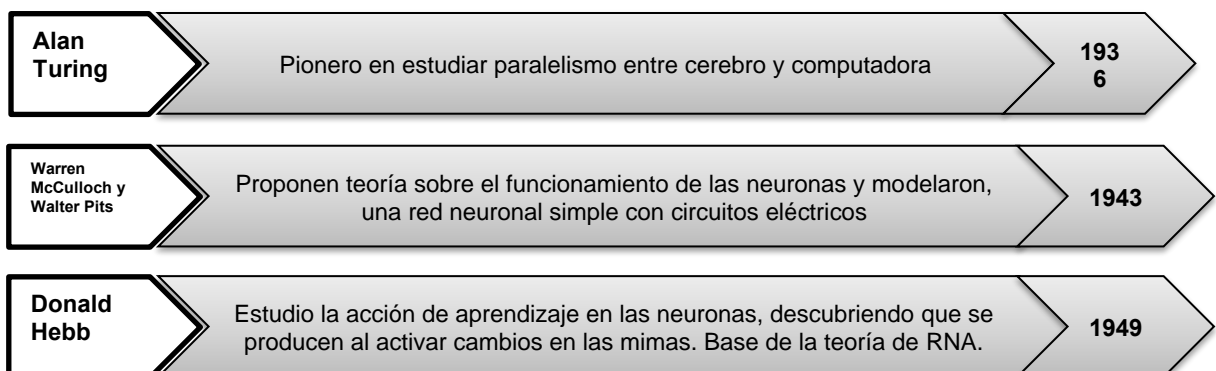 Alan
Turing
Pionero en estudiar paralelismo entre cerebro y computadora
193
6
Warren
McCulloch y
Walter Pits
Proponen teoría sobre el funcionamiento de las neuronas y modelaron,
una red neuronal simple con circuitos eléctricos
1943
Donald
Hebb
Estudio la acción de aprendizaje en las neuronas, descubriendo que se
producen al activar cambios en las mimas. Base de la teoría de RNA.
1949